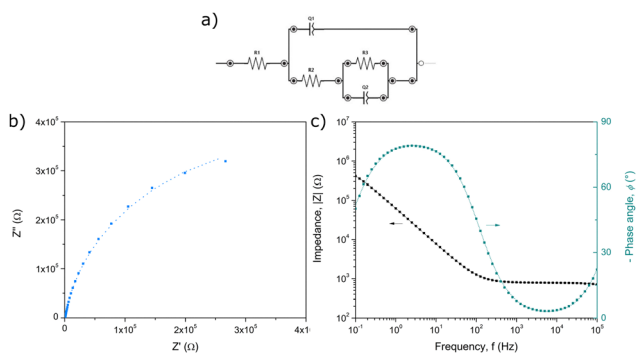 a)
Q1
R1
R3
R2
Q2
b)
4x10⁵
3x10⁵
2x10⁵
1x10⁵
0
Z'' (Ω)
0
1x10⁵
2x10⁵
3x10⁵
4x10
Z' (Ω)
c)
10⁷
10⁶
10⁵
10⁴
10³
10²
Impedance, |Z| (Ω)
90
60
30
0
- Phase angle, ϕ (°)
10⁻¹
10⁰
10¹
10²
10³
10⁴
10⁵
Frequency, f (Hz)